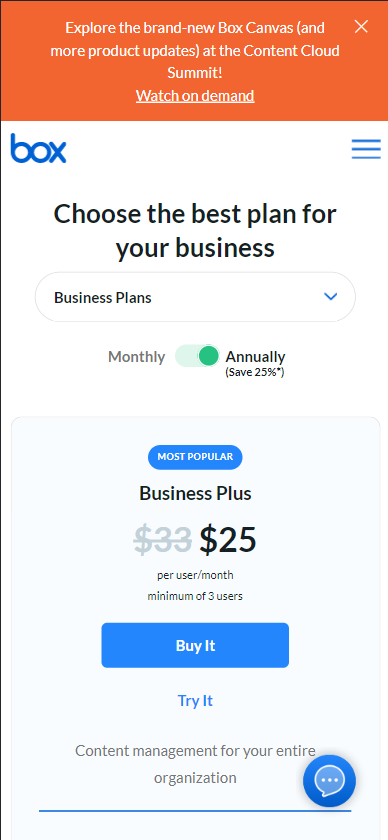 Explore the brand-new Box Canvas (and
more product updates) at the Content Cloud
Summit!
Watch on demand
box
Choose the best plan for
your business
Business Plans
Monthly
Annually
(Save 25%*)
MOST POPULAR
Business Plus
$33 $25
per user/month
minimum of 3 users
Buy It
Try It
Content management for your entire
organization